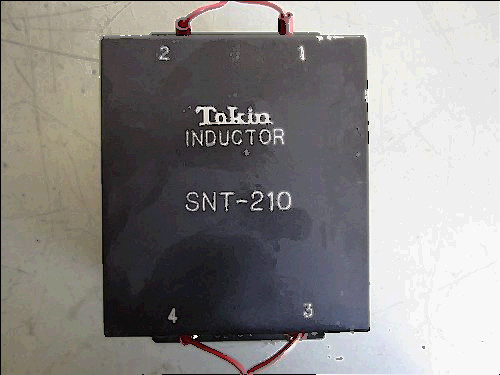 2 1
Tokin
INDUCTOR
SNT-210
4 3